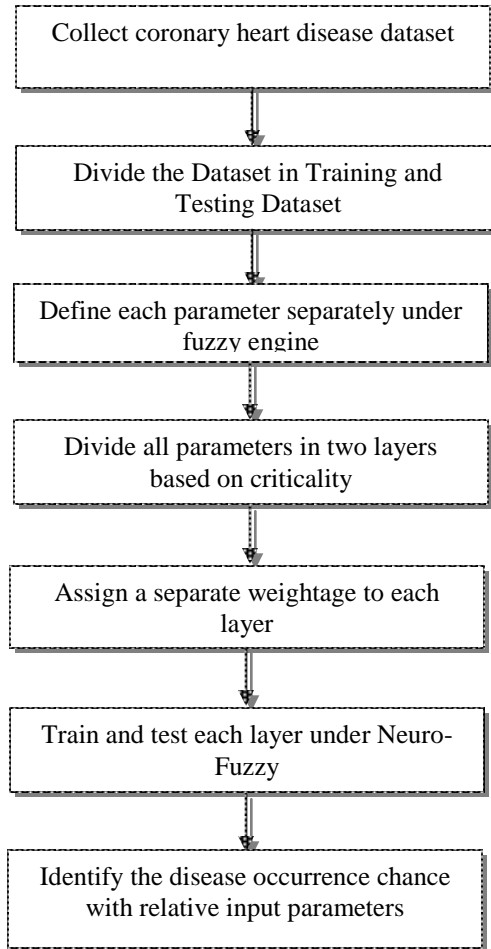 Collect coronary heart disease dataset
Divide the Dataset in Training and
Testing Dataset
Define each parameter separately under
fuzzy engine
Divide all parameters in two layers
based on criticality
Assign a separate weightage to each
layer
Train and test each layer under Neuro-
Fuzzy
Identify the disease occurrence chance
with relative input parameters